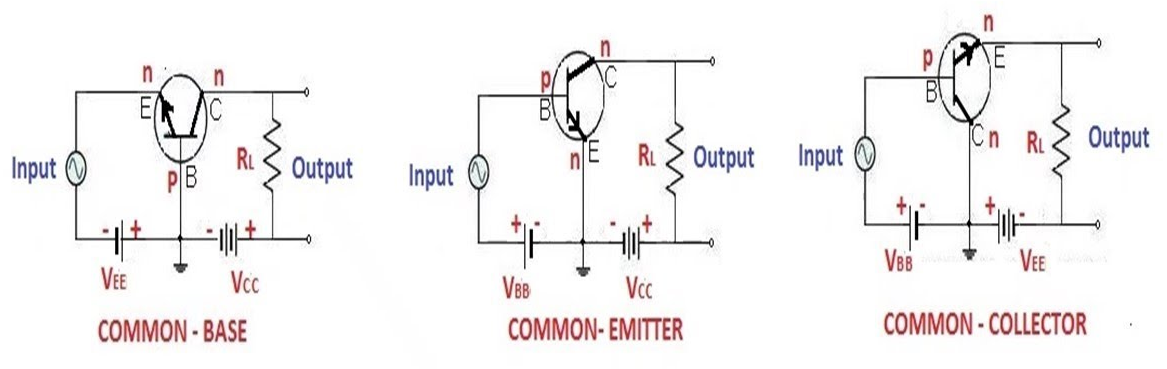 n n
E C
Input RL Output
p B
- + - +
VEE VCC
COMMON - BASE
n
p C
B
n E
Input RL Output
+ - - +
VBB VCC
COMMON- EMITTER
n
p E
B
C n
Input RL Output
+ - + -
VBB VEE
COMMON - COLLECTOR